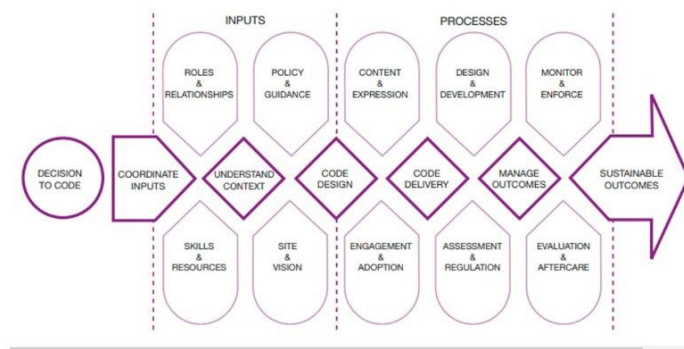 INPUTS
PROCESSES
ROLES
&
RELATIONSHIPS
POLICY
&
GUIDANCE
CONTENT
&
EXPRESSION
DESIGN
&
DEVELOPMENT
MONITOR
&
ENFORCE
DECISION
TO CODE
COORDINATE
INPUTS
UNDERSTAND
CONTEXT
CODE
DESIGN
CODE
DELIVERY
MANAGE
OUTCOMES
SUSTAINABLE
OUTCOMES
SKILLS
&
RESOURCES
SITE
&
VISION
ENGAGEMENT
&
ADOPTION
ASSESSMENT
&
REGULATION
EVALUATION
&
AFTERCARE